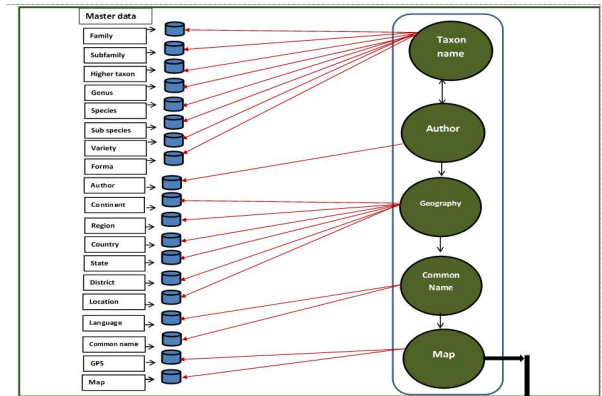 Master data
Family
Subfamily
Higher taxon
Genus
Species
Sub species
Variety
Forma
Author
Continent
Region
Country
State
District
Location
Language
Common name
GPS
Map
Taxon
name
Author
Geography
Common
Name
Map